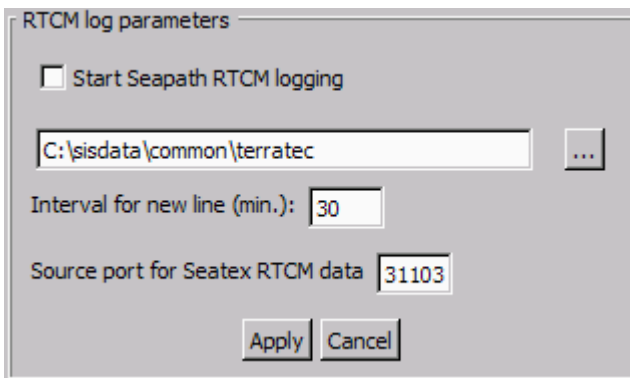 RTCM log parameters
Start Seapath RTCM logging
C:\sisdata\common\terratec ...
Interval for new line (min.): 30
Source port for Seatex RTCM data 31103
Apply Cancel